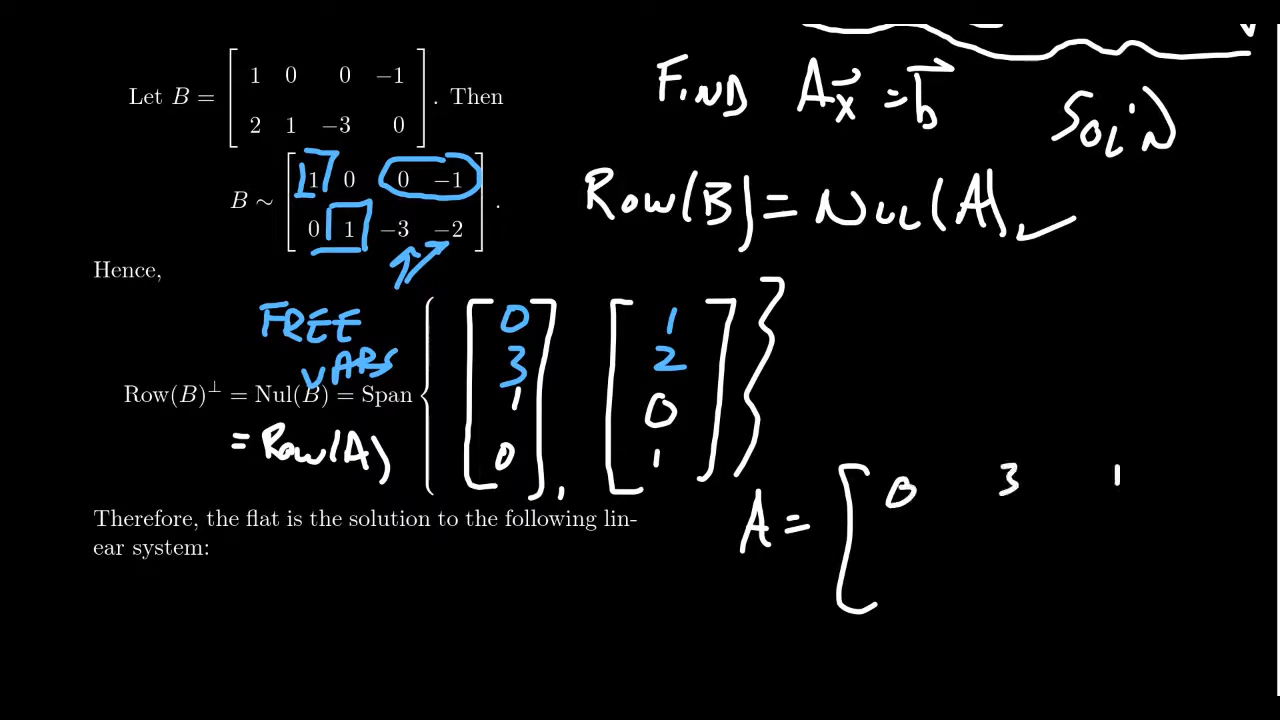 Let B = [ 1 0 0 −1
2 1 −3 0 ]. Then
B ∼ [ 1 0 0 −1
0 1 −3 −2 ].
Hence,
FREE
VARS
Row(B)⊥ = Nul(B) = Span { [ 0 3 1 0 ], [ 1 2 0 1 ] }
= Row(A)
Therefore, the flat is the solution to the following lin-
ear system:
FIND Ax⃗ = b⃗
SOL'N
Row(B) = NUL(A) ✓
A = [ 0 3 1